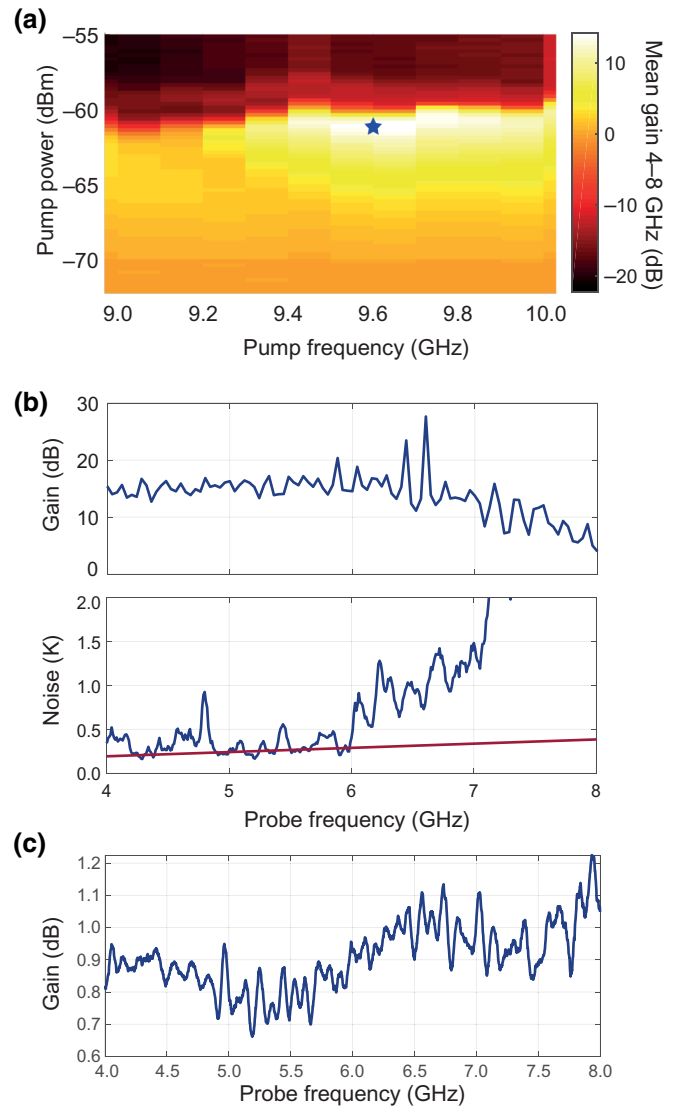 (a)
−55
−60
−65
−70
Pump power (dBm)
9.0 9.2 9.4 9.6 9.8 10.0
Pump frequency (GHz)
10
0
−10
−20
Mean gain 4–8 GHz (dB)
(b)
30
20
10
0
Gain (dB)
2.0
1.5
1.0
0.5
0.0
Noise (K)
4 5 6 7 8
Probe frequency (GHz)
(c)
1.2
1.1
1.0
0.9
0.8
0.7
0.6
Gain (dB)
4.0 4.5 5.0 5.5 6.0 6.5 7.0 7.5 8.0
Probe frequency (GHz)